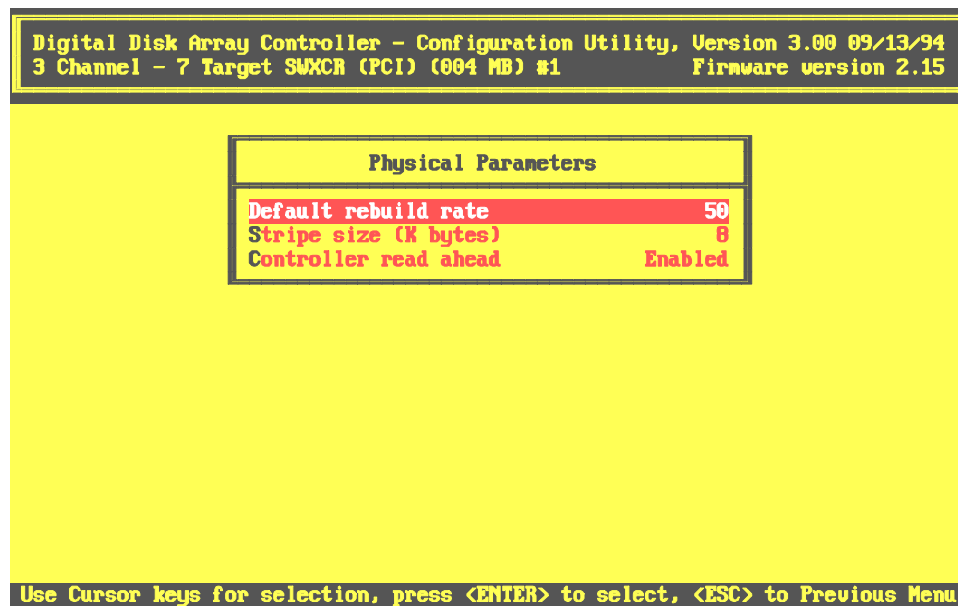 Digital Disk Array Controller - Configuration Utility, Version 3.00 09/13/94
3 Channel - 7 Target SWXCR (PCI) (004 MB) #1 Firmware version 2.15
Physical Parameters
Default rebuild rate 50
Stripe size (K bytes) 8
Controller read ahead Enabled
Use Cursor keys for selection, press <ENTER> to select, <ESC> to Previous Menu